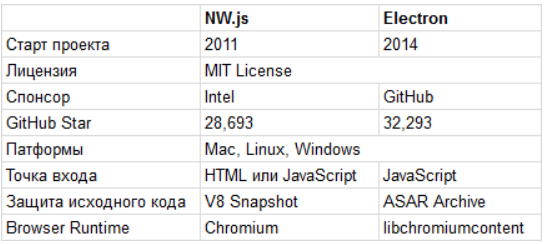 NW.js Electron
Старт проекта 2011 2014
Лицензия MIT License
Спонсор Intel GitHub
GitHub Star 28,693 32,293
Патформы Mac, Linux, Windows
Точка входа HTML или JavaScript JavaScript
Защита исходного кода V8 Snapshot ASAR Archive
Browser Runtime Chromium libchromiumcontent